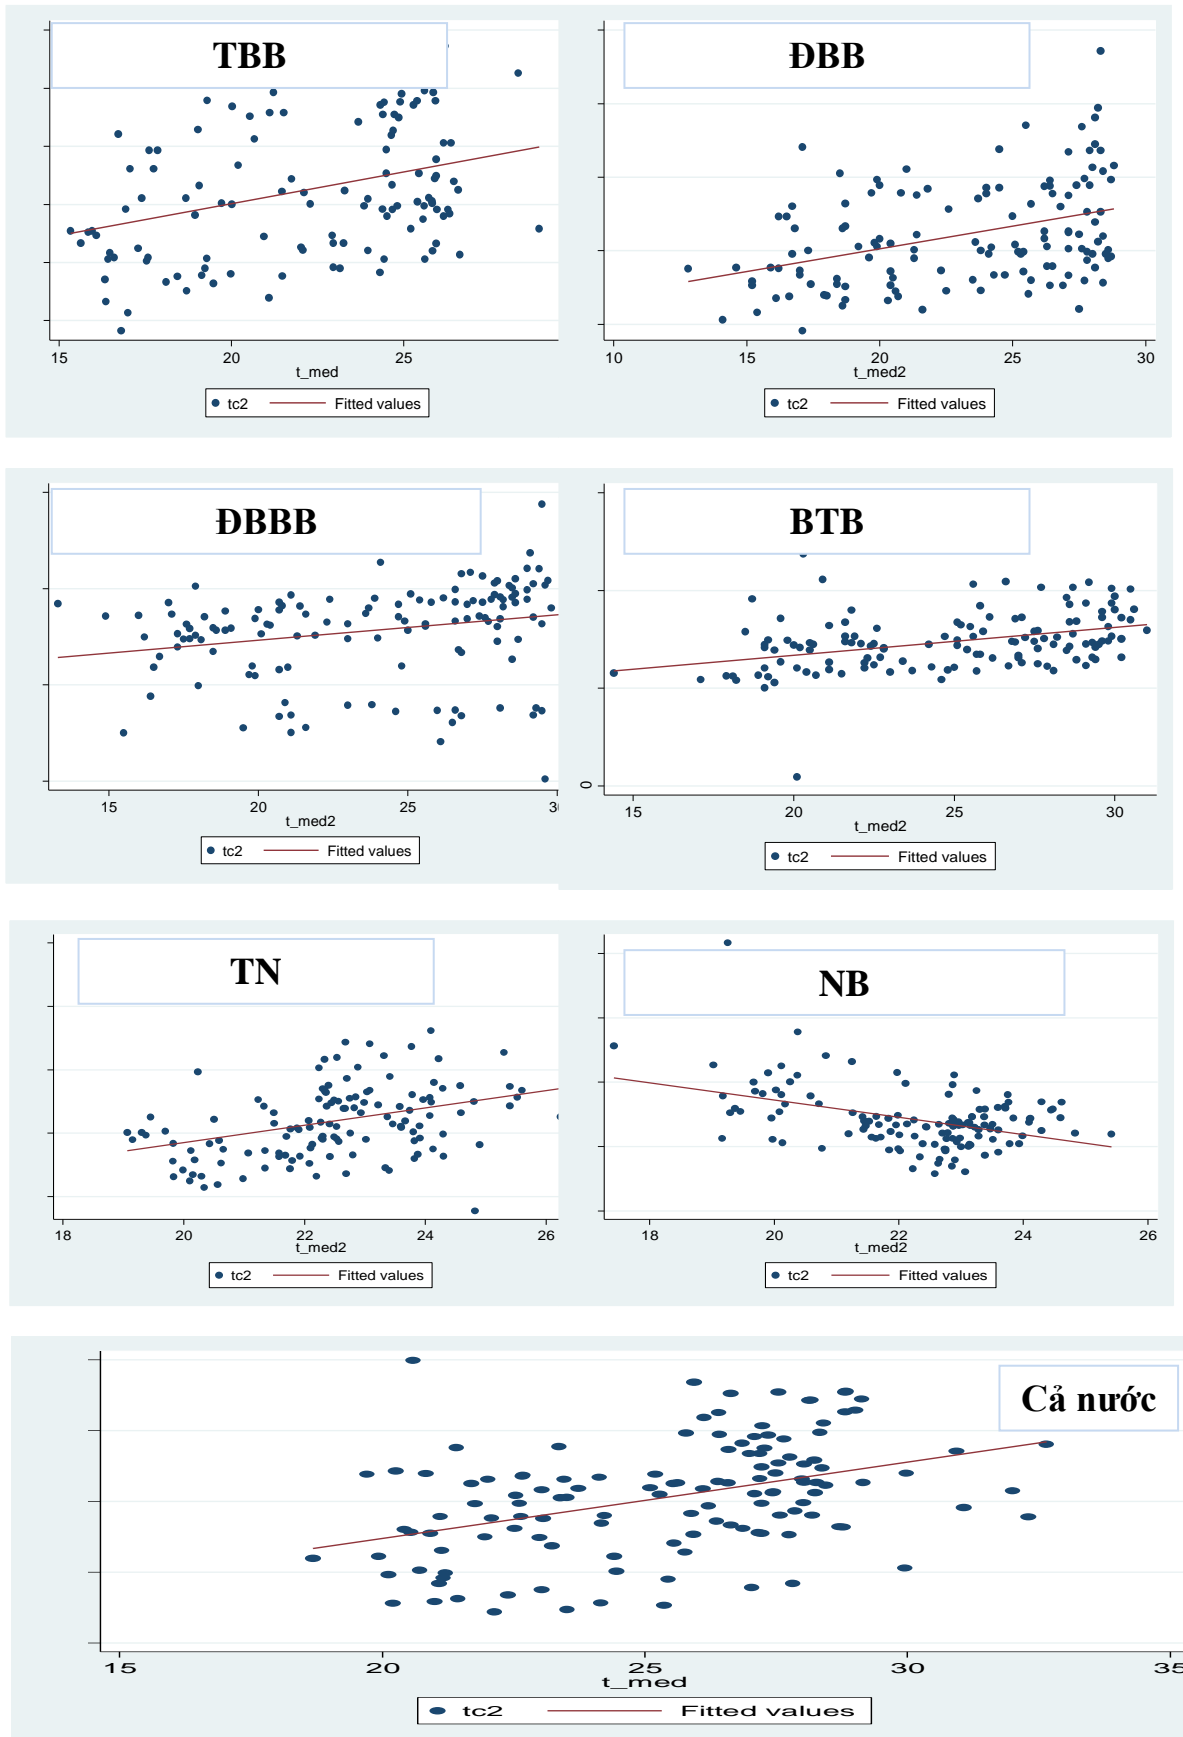 TBB
15 20 25
t_med
tc2 Fitted values
ĐBB
10 15 20 25 30
t_med2
tc2 Fitted values
ĐBBB
15 20 25
t_med2
tc2 Fitted values
BTB
0
15 20 25 30
t_med2
tc2 Fitted values
TN
18 20 22 24 26
t_med2
tc2 Fitted values
NB
18 20 22 24 26
t_med2
tc2 Fitted values
Cả nước
15 20 25 30 35
t_med
tc2 Fitted values